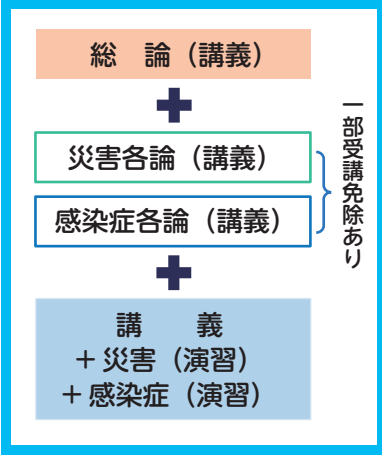 総　論（講義）
＋
災害各論（講義）
感染症各論（講義）
一部受講免除あり
＋
講　　義
＋災害（演習）
＋感染症（演習）